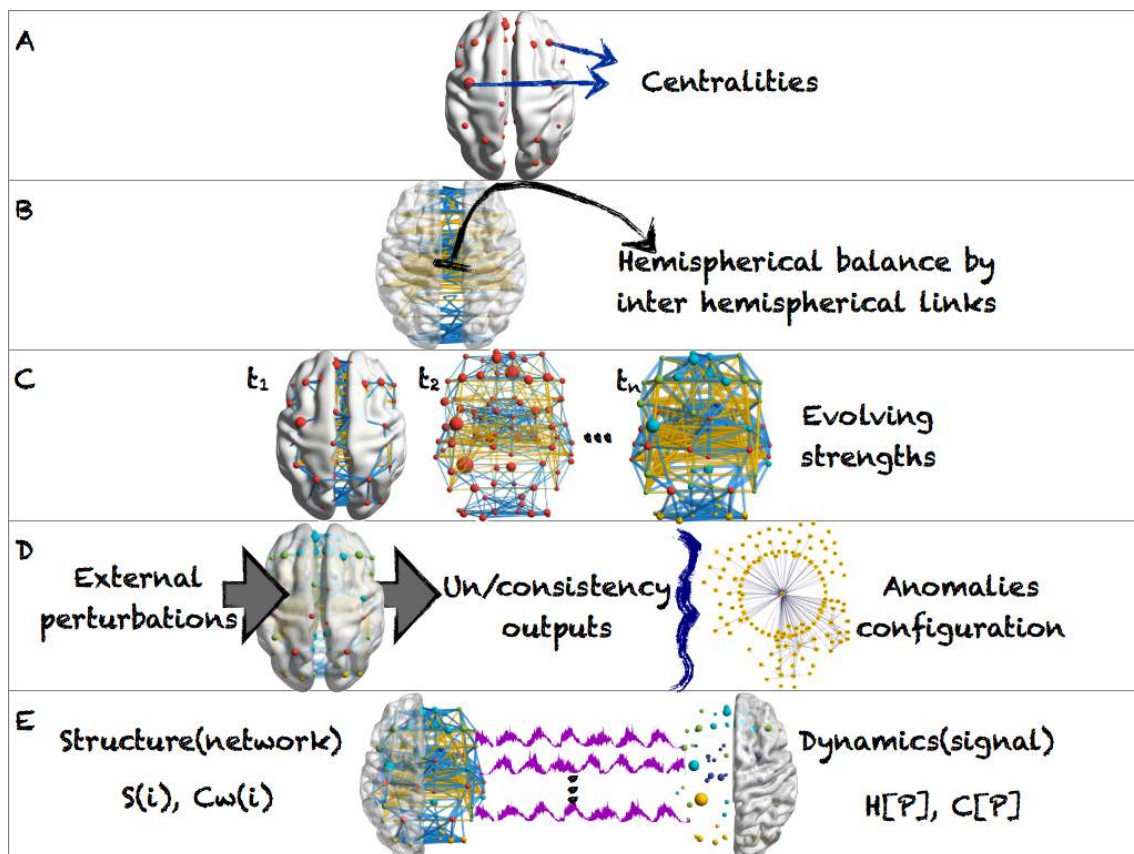 A
Centralities
B
Hemispherical balance by
inter hemispherical links
C
t1
t2
...
tn
Evolving
strengths
D
External
perturbations
Un/consistency
outputs
Anomalies
configuration
E
Structure(network)
S(i), Cw(i)
Dynamics(signal)
H[P], C[P]